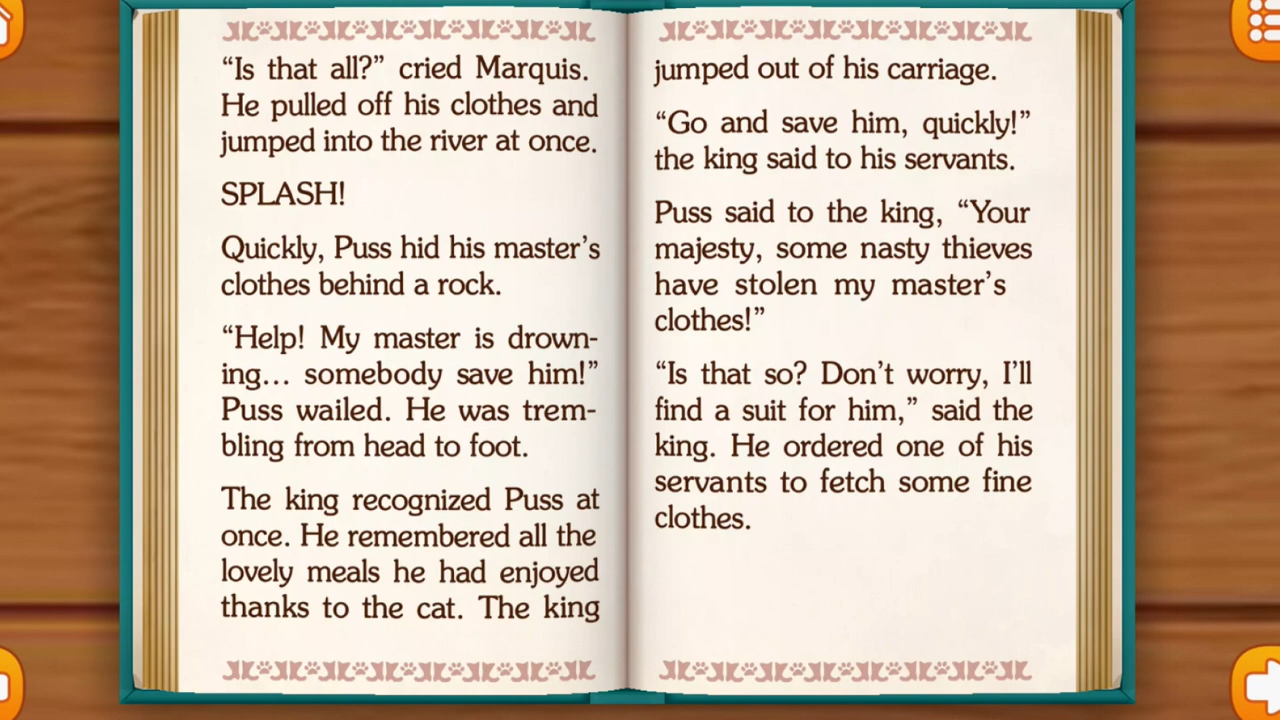 “Is that all?” cried Marquis.
He pulled off his clothes and
jumped into the river at once.
SPLASH!
Quickly, Puss hid his master’s
clothes behind a rock.
“Help! My master is drown-
ing... somebody save him!”
Puss wailed. He was trem-
bling from head to foot.
The king recognized Puss at
once. He remembered all the
lovely meals he had enjoyed
thanks to the cat. The king
jumped out of his carriage.
“Go and save him, quickly!”
the king said to his servants.
Puss said to the king, “Your
majesty, some nasty thieves
have stolen my master’s
clothes!”
“Is that so? Don’t worry, I’ll
find a suit for him,” said the
king. He ordered one of his
servants to fetch some fine
clothes.